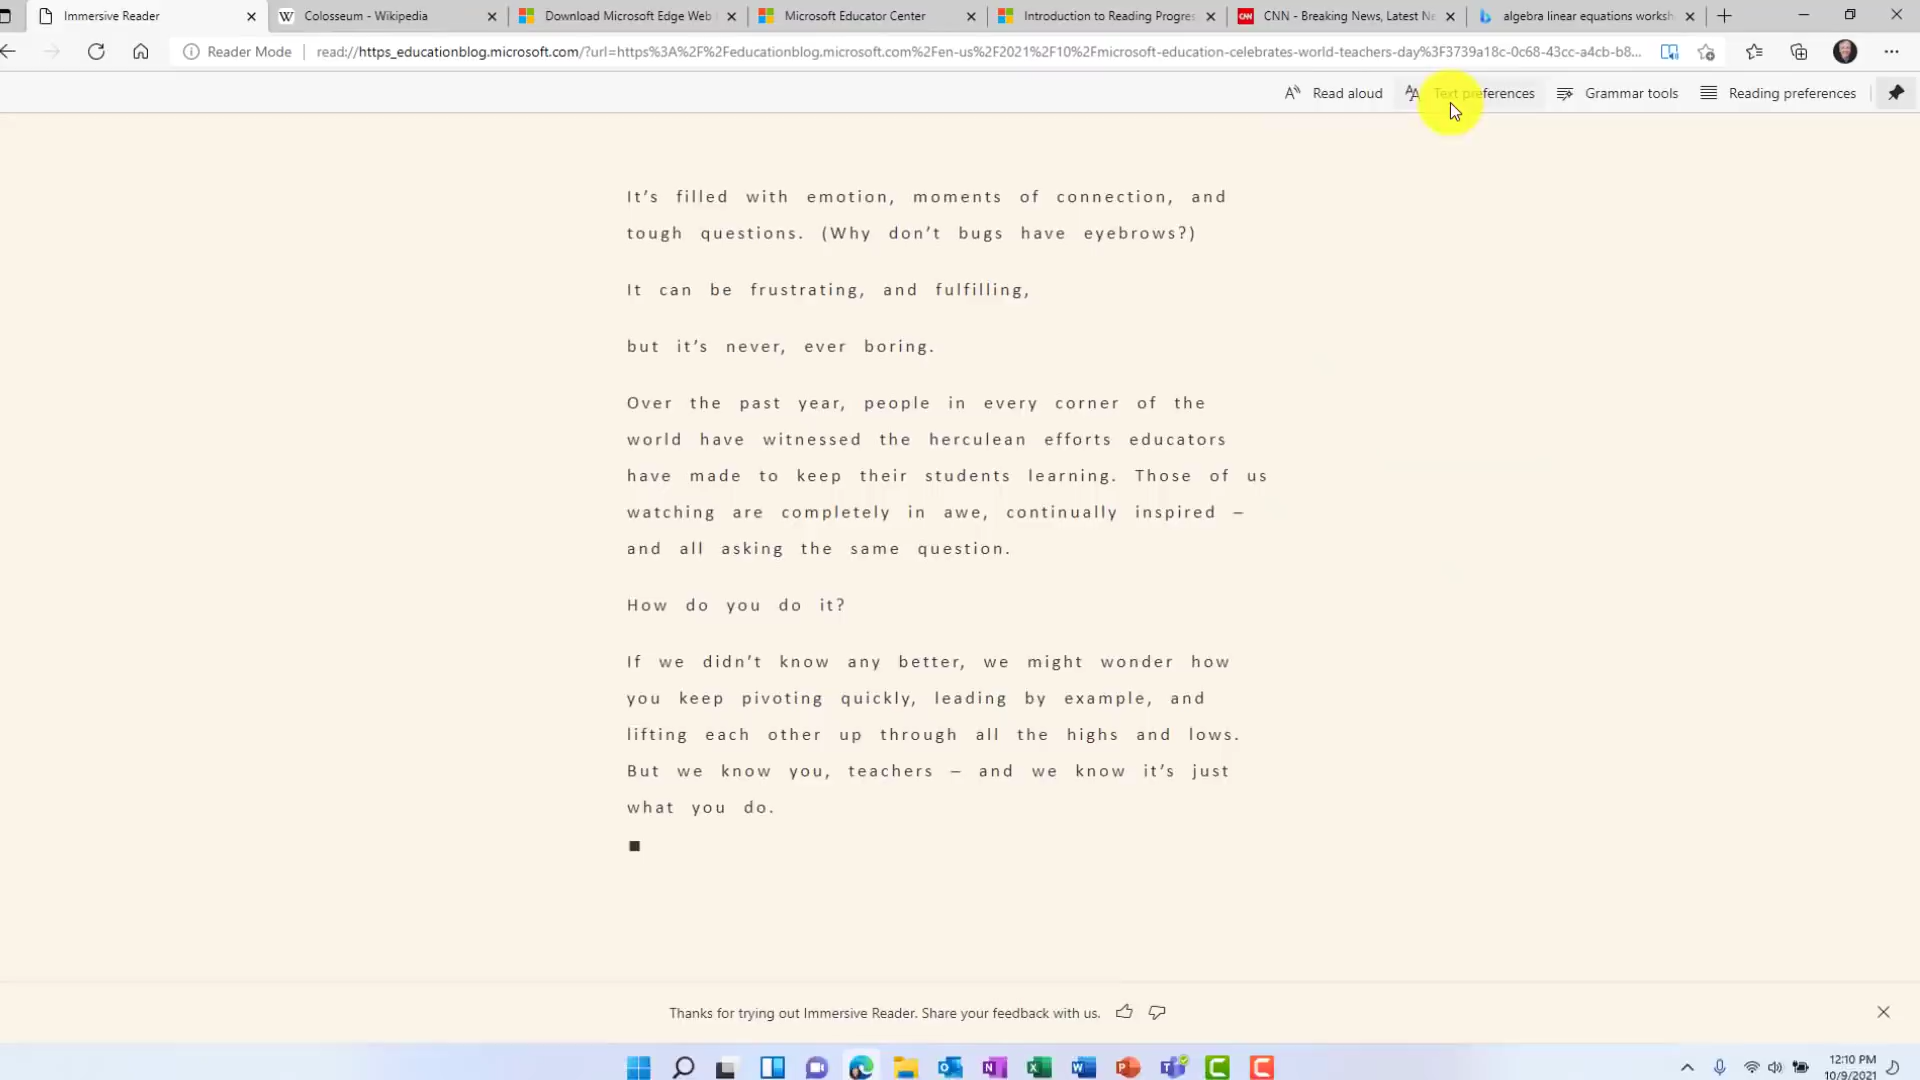 Immersive Reader
Colosseum - Wikipedia
Download Microsoft Edge Web
Microsoft Educator Center
Introduction to Reading Progres
CNN - Breaking News, Latest Ne
algebra linear equations worksh
Reader Mode
read://https_educationblog.microsoft.com/?url=https%3A%2F%2Feducationblog.microsoft.com%2Fen-us%2F2021%2F10%2Fmicrosoft-education-celebrates-world-teachers-day%3F3739a18c-0c68-43cc-a4cb-b8...
Read aloud
Text preferences
Grammar tools
Reading preferences
It's filled with emotion, moments of connection, and
tough questions. (Why don't bugs have eyebrows?)
It can be frustrating, and fulfilling,
but it's never, ever boring.
Over the past year, people in every corner of the
world have witnessed the herculean efforts educators
have made to keep their students learning. Those of us
watching are completely in awe, continually inspired –
and all asking the same question.
How do you do it?
If we didn't know any better, we might wonder how
you keep pivoting quickly, leading by example, and
lifting each other up through all the highs and lows.
But we know you, teachers – and we know it's just
what you do.
Thanks for trying out Immersive Reader. Share your feedback with us.
12:10 PM
10/9/2021